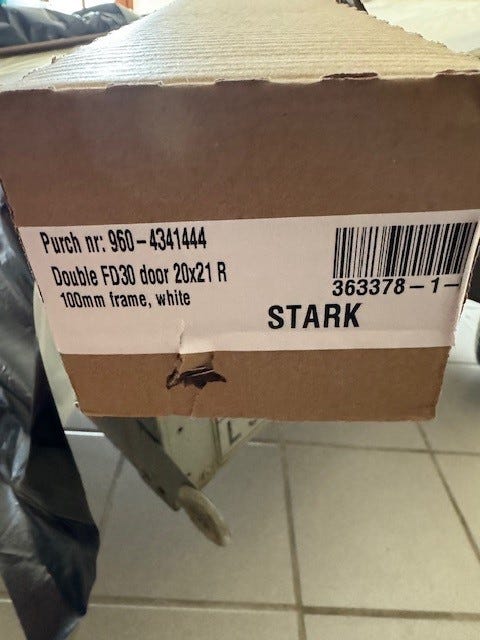 Purch nr: 960-4341444
Double FD30 door 20x21 R
100mm frame, white
363378-1-
STARK
L